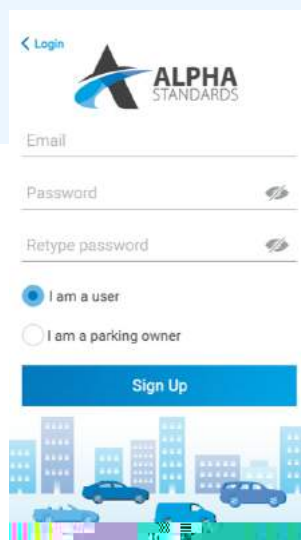 Login
ALPHA
STANDARDS
Email
Password
Retype password
I am a user
I am a parking owner
Sign Up